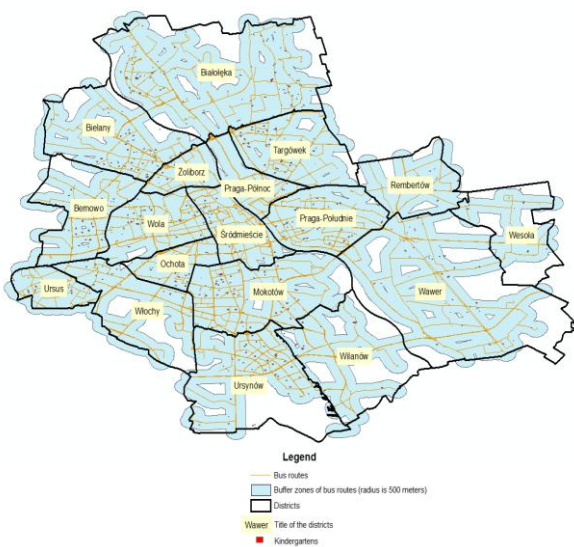 Białołęka
Bielany
Targówek
Żoliborz
Rembertów
Praga-Północ
Bemowo
Wola
Praga-Południe
Śródmieście
Wesoła
Ochota
Ursus
Mokotów
Wawer
Włochy
Wilanów
Ursynów
Legend
Bus routes
Buffer zones of bus routes (radius is 500 meters)
Districts
Wawer Title of the districts
Kindergartens